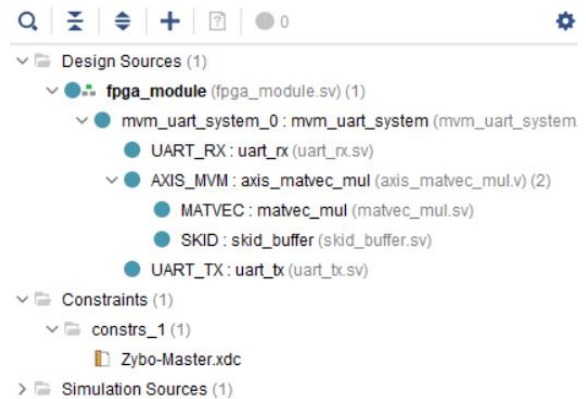 0
Design Sources (1)
fpga_module (fpga_module.sv) (1)
mvm_uart_system_0 : mvm_uart_system (mvm_uart_system.
UART_RX : uart_rx (uart_rx.sv)
AXIS_MVM : axis_matvec_mul (axis_matvec_mul.v) (2)
MATVEC : matvec_mul (matvec_mul.sv)
SKID : skid_buffer (skid_buffer.sv)
UART_TX : uart_tx (uart_tx.sv)
Constraints (1)
constrs_1 (1)
Zybo-Master.xdc
Simulation Sources (1)